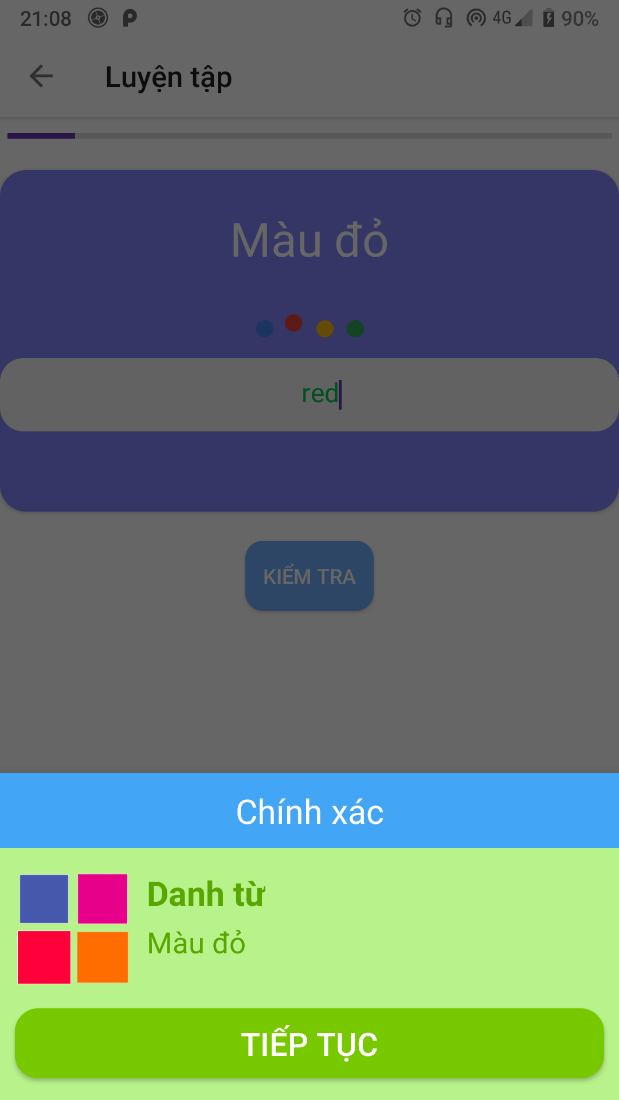 21:08 4G 90%
Luyện tập
Màu đỏ
red
KIỂM TRA
Chính xác
Danh từ
Màu đỏ
TIẾP TỤC